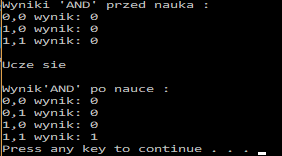 Wyniki 'AND' przed nauka :
0,0 wynik: 0
1,0 wynik: 0
1,1 wynik: 0
Ucze sie
Wynik'AND' po nauce :
0,0 wynik: 0
0,1 wynik: 0
1,0 wynik: 0
1,1 wynik: 1
Press any key to continue . . .